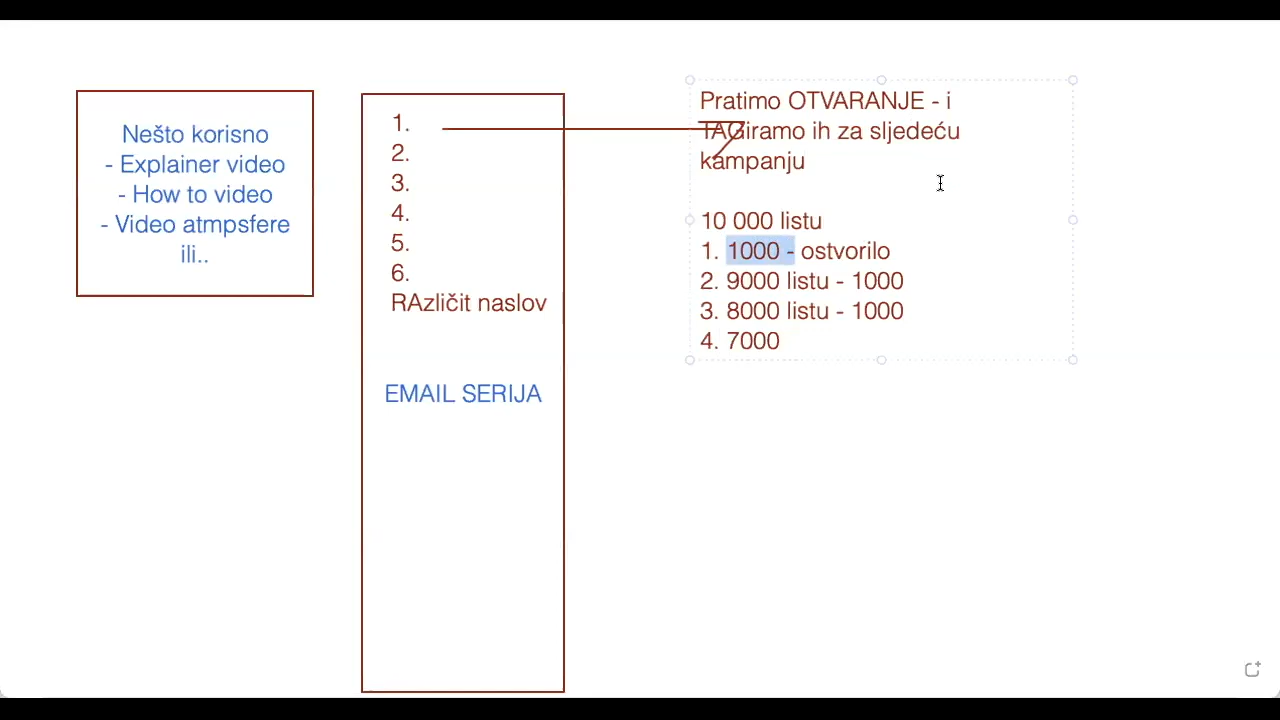 Nešto korisno
- Explainer video
- How to video
- Video atmpsfere
ili..
1.
2.
3.
4.
5.
6.
RAzličit naslov
EMAIL SERIJA
Pratimo OTVARANJE - i
TAGiramo ih za sljedeću
kampanju
10 000 listu
1. 1000 - ostvorilo
2. 9000 listu - 1000
3. 8000 listu - 1000
4. 7000